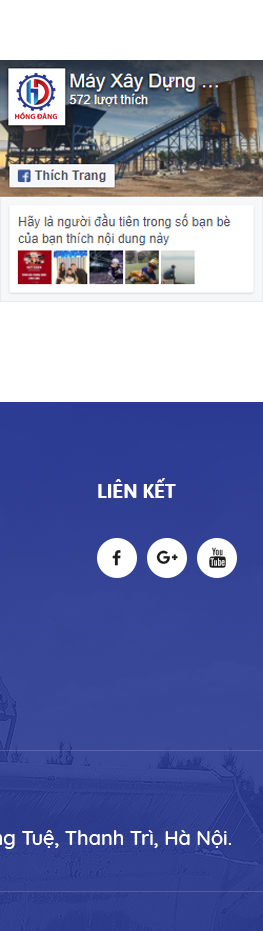 Máy Xây Dựng ...
572 lượt thích
HỒNG ĐĂNG
Thích Trang
Hãy là người đầu tiên trong số bạn bè
của bạn thích nội dung này
LIÊN KẾT
f
G+
You
Tube
Tuệ, Thanh Trì, Hà Nội.